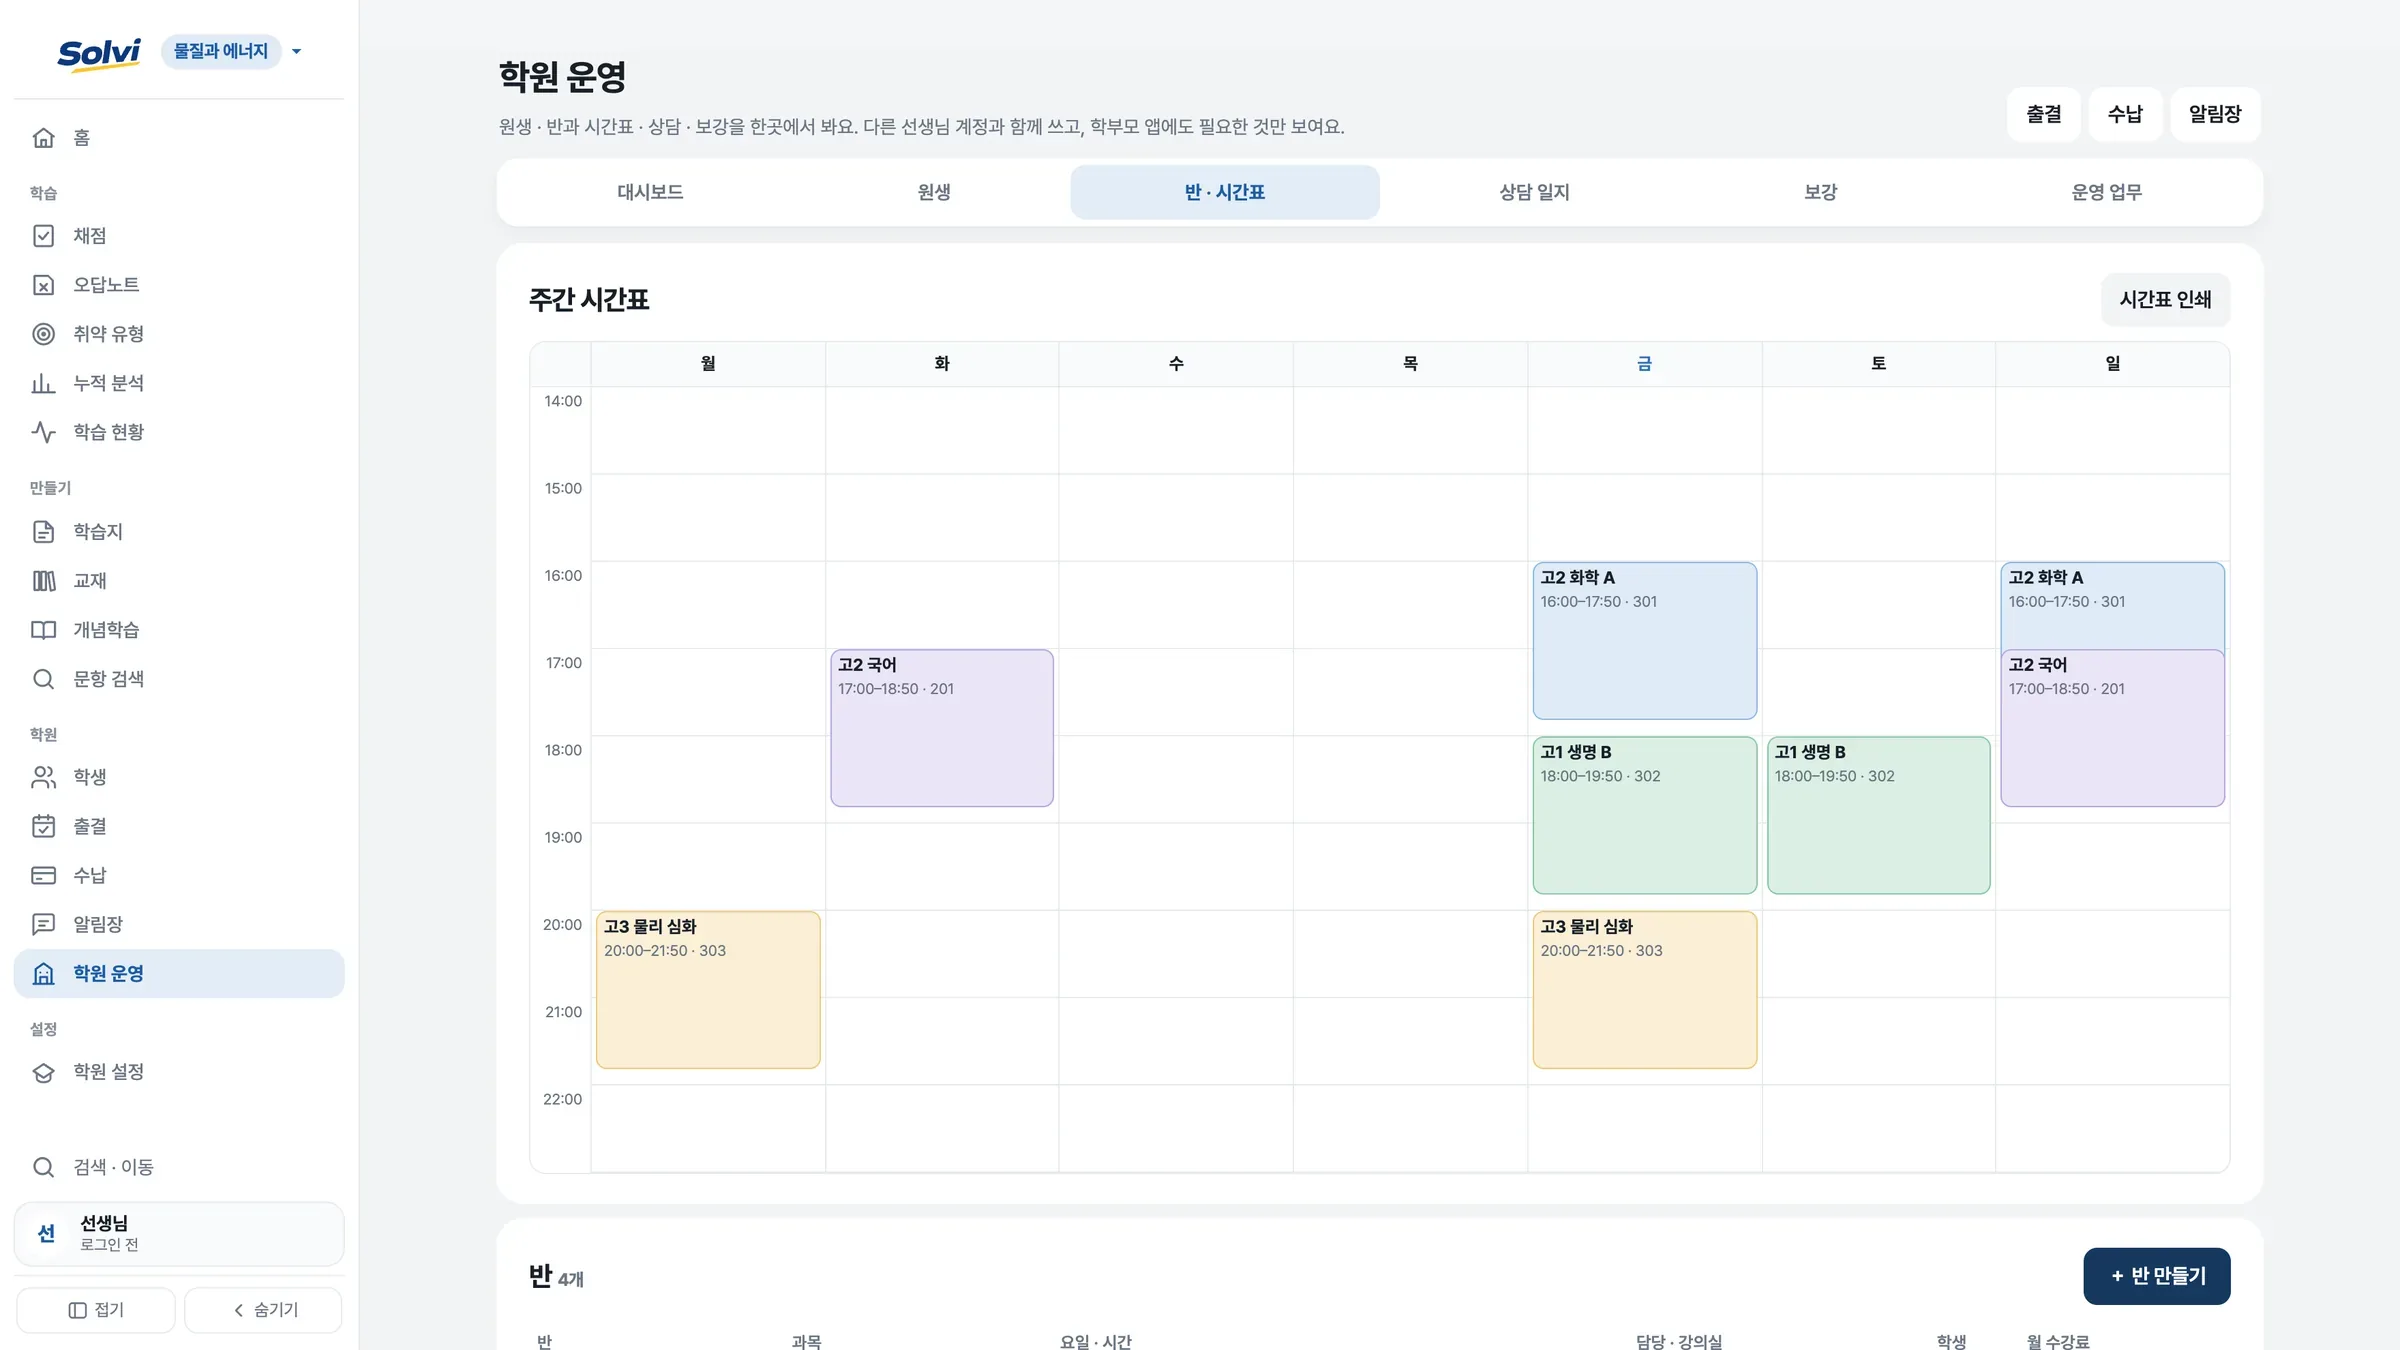 Solvi
물질과 에너지
홈
학습
채점
오답노트
취약 유형
누적 분석
학습 현황
만들기
학습지
교재
개념학습
문항 검색
학원
학생
출결
수납
알림장
학원 운영
설정
학원 설정
검색 · 이동
선
선생님
로그인 전
접기
숨기기
학원 운영
원생 · 반과 시간표 · 상담 · 보강을 한곳에서 봐요. 다른 선생님 계정과 함께 쓰고, 학부모 앱에도 필요한 것만 보여요.
출결
수납
알림장
대시보드
원생
반 · 시간표
상담 일지
보강
운영 업무
주간 시간표
시간표 인쇄
월
화
수
목
금
토
일
14:00
15:00
16:00
고2 화학 A
16:00–17:50 · 301
고2 화학 A
16:00–17:50 · 301
17:00
고2 국어
17:00–18:50 · 201
고2 국어
17:00–18:50 · 201
18:00
고1 생명 B
18:00–19:50 · 302
고1 생명 B
18:00–19:50 · 302
19:00
20:00
고3 물리 심화
20:00–21:50 · 303
고3 물리 심화
20:00–21:50 · 303
21:00
22:00
반 4개
+ 반 만들기
반
과목
요일 · 시간
담당 · 강의실
학생
월 수강료